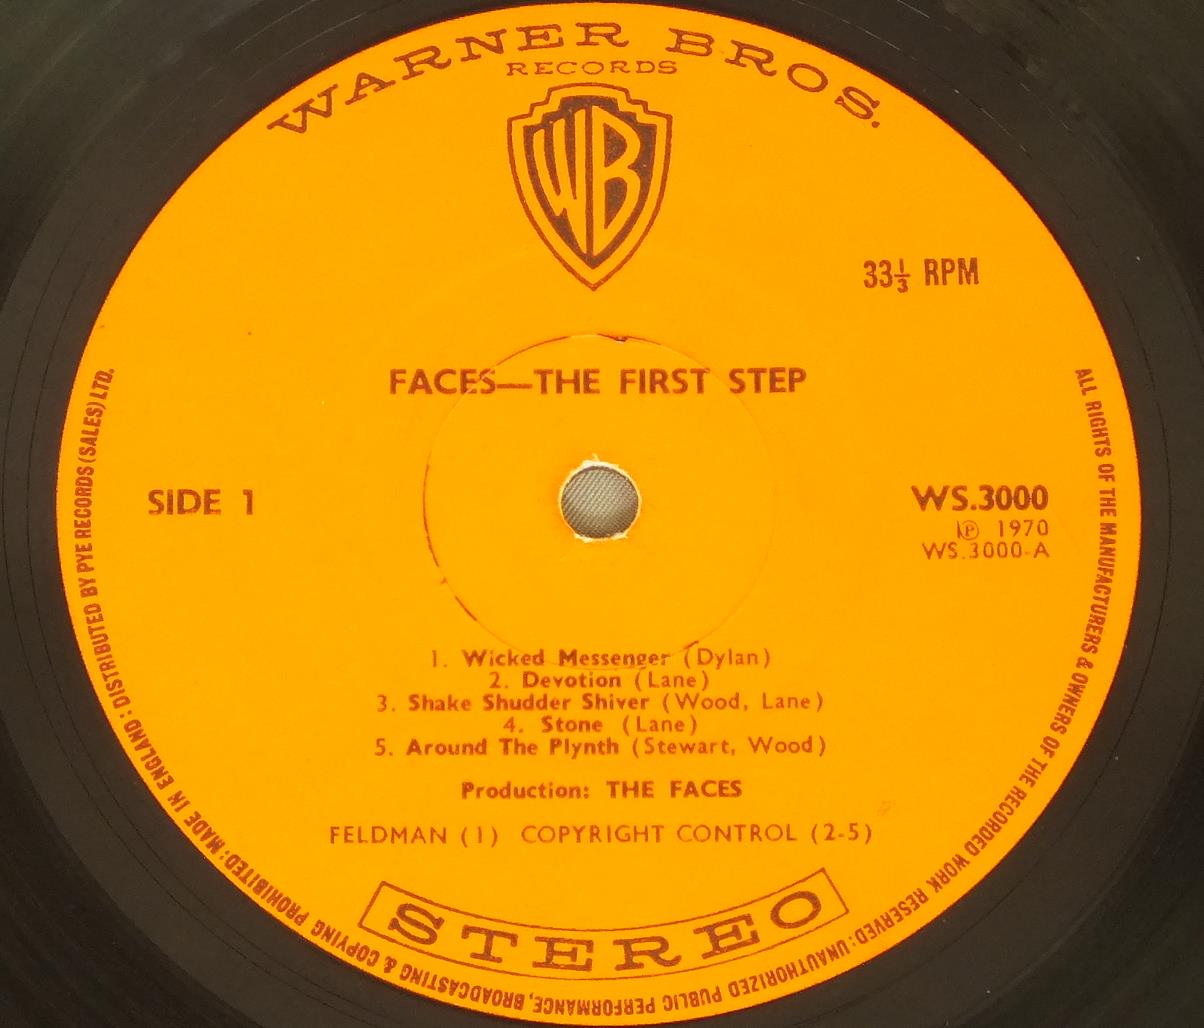 WARNER BROS.
RECORDS
WB
33⅓ RPM
FACES—THE FIRST STEP
SIDE 1
WS.3000
Ⓟ 1970
WS.3000-A
1. Wicked Messenger (Dylan)
2. Devotion (Lane)
3. Shake Shudder Shiver (Wood, Lane)
4. Stone (Lane)
5. Around The Plynth (Stewart, Wood)
Production: THE FACES
FELDMAN (1) COPYRIGHT CONTROL (2-5)
STEREO
ALL RIGHTS OF THE MANUFACTURERS & OWNERS OF THE RECORDED WORK RESERVED: UNAUTHORIZED PUBLIC PERFORMANCE, BROADCASTING & COPYING PROHIBITED: MADE IN ENGLAND: DISTRIBUTED BY PYE RECORDS (SALES) LTD.